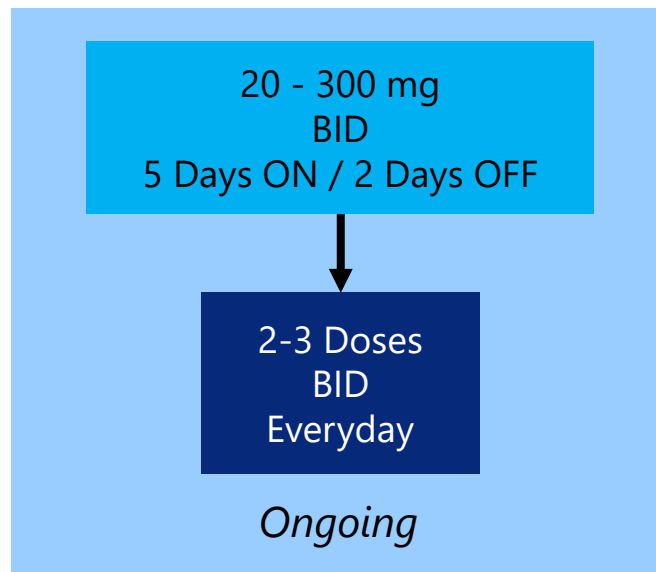 20 - 300 mg
BID
5 Days ON / 2 Days OFF
2-3 Doses
BID
Everyday
Ongoing